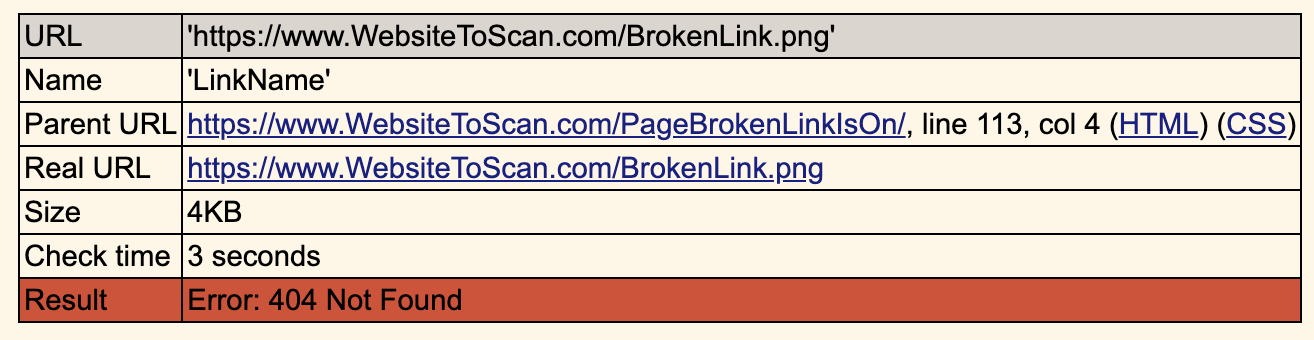 URL 'https://www.WebsiteToScan.com/BrokenLink.png'
Name 'LinkName'
Parent URL https://www.WebsiteToScan.com/PageBrokenLinkIsOn/, line 113, col 4 (HTML) (CSS)
Real URL https://www.WebsiteToScan.com/BrokenLink.png
Size 4KB
Check time 3 seconds
Result Error: 404 Not Found